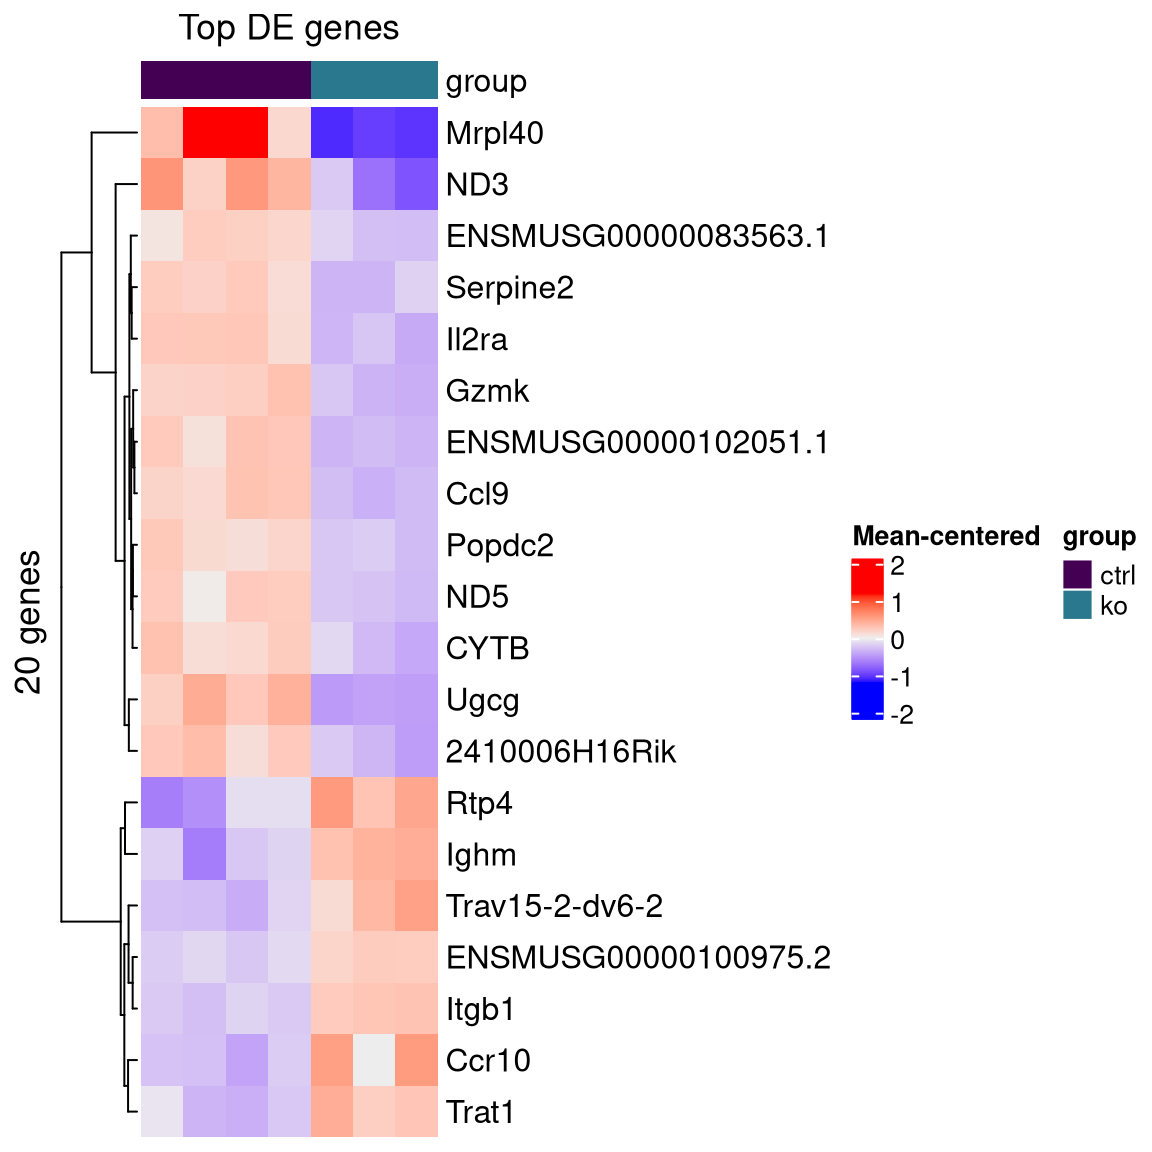 Top DE genes
group
Mrpl40
ND3
ENSMUSG00000083563.1
Serpine2
Il2ra
Gzmk
ENSMUSG00000102051.1
Ccl9
Popdc2
ND5
CYTB
Ugcg
2410006H16Rik
Rtp4
Ighm
Trav15-2-dv6-2
ENSMUSG00000100975.2
Itgb1
Ccr10
Trat1
20 genes
Mean-centered
2
1
0
-1
-2
group
ctrl
ko